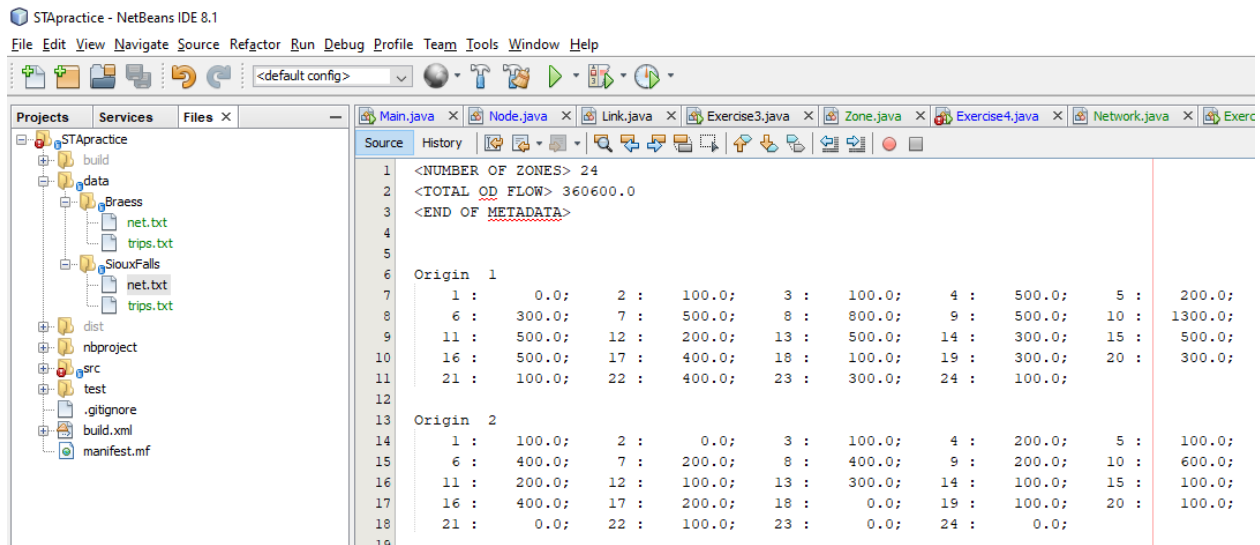 STApractice - NetBeans IDE 8.1
File Edit View Navigate Source Refactor Run Debug Profile Team Tools Window Help
<default config>
Projects Services Files X
Main.java X Node.java X Link.java X Exercise3.java X Zone.java X Exercise4.java X Network.java X Exerc
Source History
STApractice
build
data
Braess
net.txt
trips.txt
SiouxFalls
net.txt
trips.txt
dist
nbproject
src
test
.gitignore
build.xml
manifest.mf
1 <NUMBER OF ZONES> 24
2 <TOTAL OD FLOW> 360600.0
3 <END OF METADATA>
4
5
6 Origin 1
7 1 : 0.0; 2 : 100.0; 3 : 100.0; 4 : 500.0; 5 : 200.0;
8 6 : 300.0; 7 : 500.0; 8 : 800.0; 9 : 500.0; 10 : 1300.0;
9 11 : 500.0; 12 : 200.0; 13 : 500.0; 14 : 300.0; 15 : 500.0;
10 16 : 500.0; 17 : 400.0; 18 : 100.0; 19 : 300.0; 20 : 300.0;
11 21 : 100.0; 22 : 400.0; 23 : 300.0; 24 : 100.0;
12
13 Origin 2
14 1 : 100.0; 2 : 0.0; 3 : 100.0; 4 : 200.0; 5 : 100.0;
15 6 : 400.0; 7 : 200.0; 8 : 400.0; 9 : 200.0; 10 : 600.0;
16 11 : 200.0; 12 : 100.0; 13 : 300.0; 14 : 100.0; 15 : 100.0;
17 16 : 400.0; 17 : 200.0; 18 : 0.0; 19 : 100.0; 20 : 100.0;
18 21 : 0.0; 22 : 100.0; 23 : 0.0; 24 : 0.0;
19